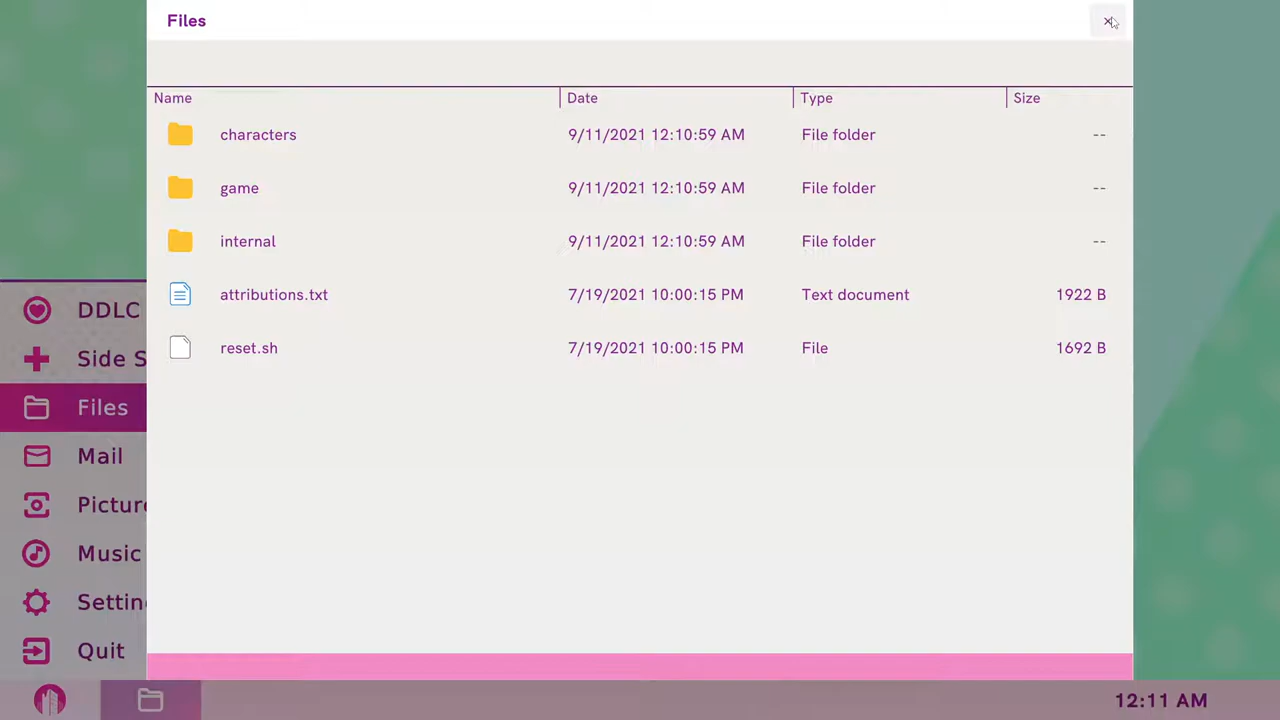 Files
Name Date Type Size
characters 9/11/2021 12:10:59 AM File folder --
game 9/11/2021 12:10:59 AM File folder --
internal 9/11/2021 12:10:59 AM File folder --
attributions.txt 7/19/2021 10:00:15 PM Text document 1922 B
reset.sh 7/19/2021 10:00:15 PM File 1692 B
DDLC
Side S
Files
Mail
Pictur
Music
Settin
Quit
12:11 AM